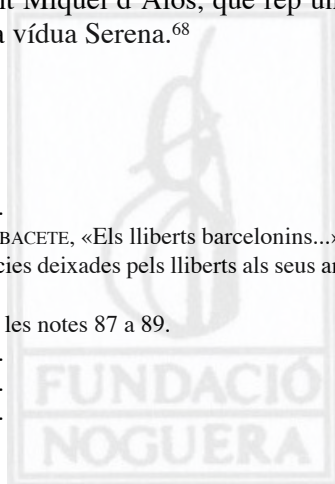 t Miquel d'Alòs, que rep un
a vídua Serena.⁶⁸
.
BACETE, «Els lliberts barcelonins...»
cies deixades pels lliberts als seus a
les notes 87 a 89.
.
.
.
FUNDACIÓ
NOGUERA